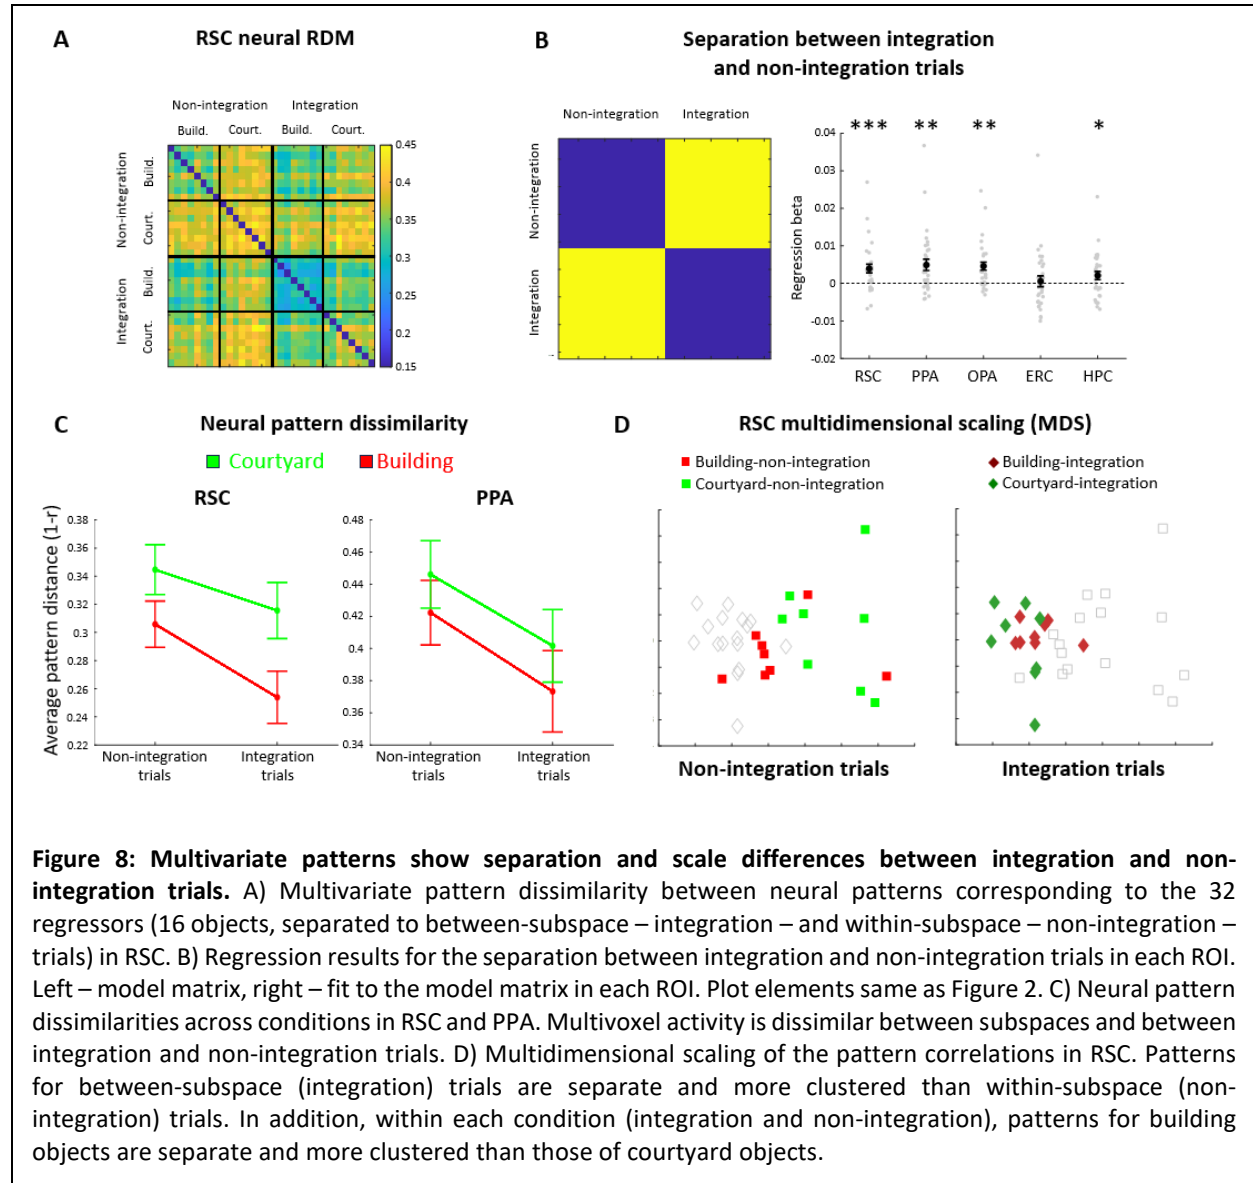 A
RSC neural RDM
Non-integration Integration
Build. Court. Build. Court.
Non-integration
Build.
Court.
Integration
Build.
Court.
0.45
0.4
0.35
0.3
0.25
0.2
0.15
B
Separation between integration
and non-integration trials
Non-integration Integration
Non-integration
Integration
*** ** ** *
Regression beta
0.04
0.03
0.02
0.01
0
-0.01
-0.02
RSC PPA OPA ERC HPC
C
Neural pattern dissimilarity
Courtyard Building
RSC
PPA
Average pattern distance (1-r)
0.38
0.34
0.32
0.36
0.3
0.28
0.26
0.24
0.22
Non-integration
trials
Integration
trials
0.48
0.46
0.44
0.42
0.4
0.38
0.36
0.34
Non-integration
trials
Integration
trials
D
RSC multidimensional scaling (MDS)
Building-non-integration
Courtyard-non-integration
Building-integration
Courtyard-integration
Non-integration trials
Integration trials
Figure 8: Multivariate patterns show separation and scale differences between integration and non-
integration trials. A) Multivariate pattern dissimilarity between neural patterns corresponding to the 32
regressors (16 objects, separated to between-subspace – integration – and within-subspace – non-integration –
trials) in RSC. B) Regression results for the separation between integration and non-integration trials in each ROI.
Left – model matrix, right – fit to the model matrix in each ROI. Plot elements same as Figure 2. C) Neural pattern
dissimilarities across conditions in RSC and PPA. Multivoxel activity is dissimilar between subspaces and between
integration and non-integration trials. D) Multidimensional scaling of the pattern correlations in RSC. Patterns
for between-subspace (integration) trials are separate and more clustered than within-subspace (non-
integration) trials. In addition, within each condition (integration and non-integration), patterns for building
objects are separate and more clustered than those of courtyard objects.